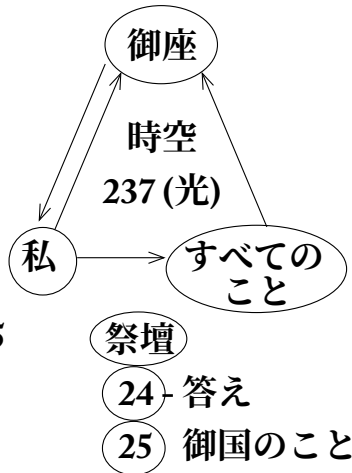 御座
時空
237 (光)
私
すべての
こと
祭壇
24 - 答え
25 御国のこと